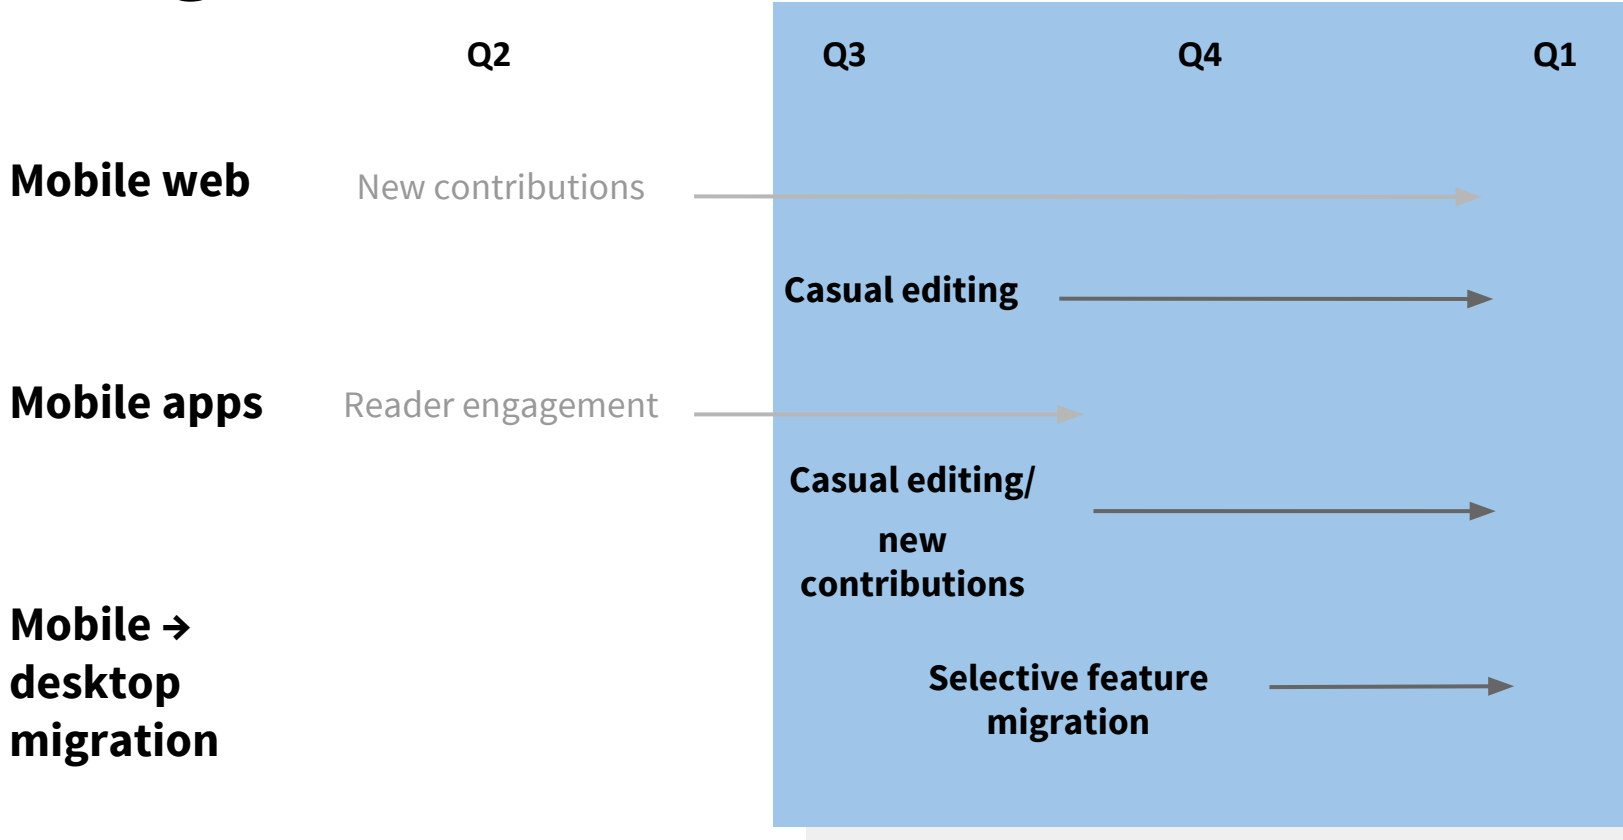 Q2 Q3 Q4 Q1
Mobile web New contributions
Casual editing
Mobile apps Reader engagement
Casual editing/
new
contributions
Mobile →
desktop
migration
Selective feature
migration